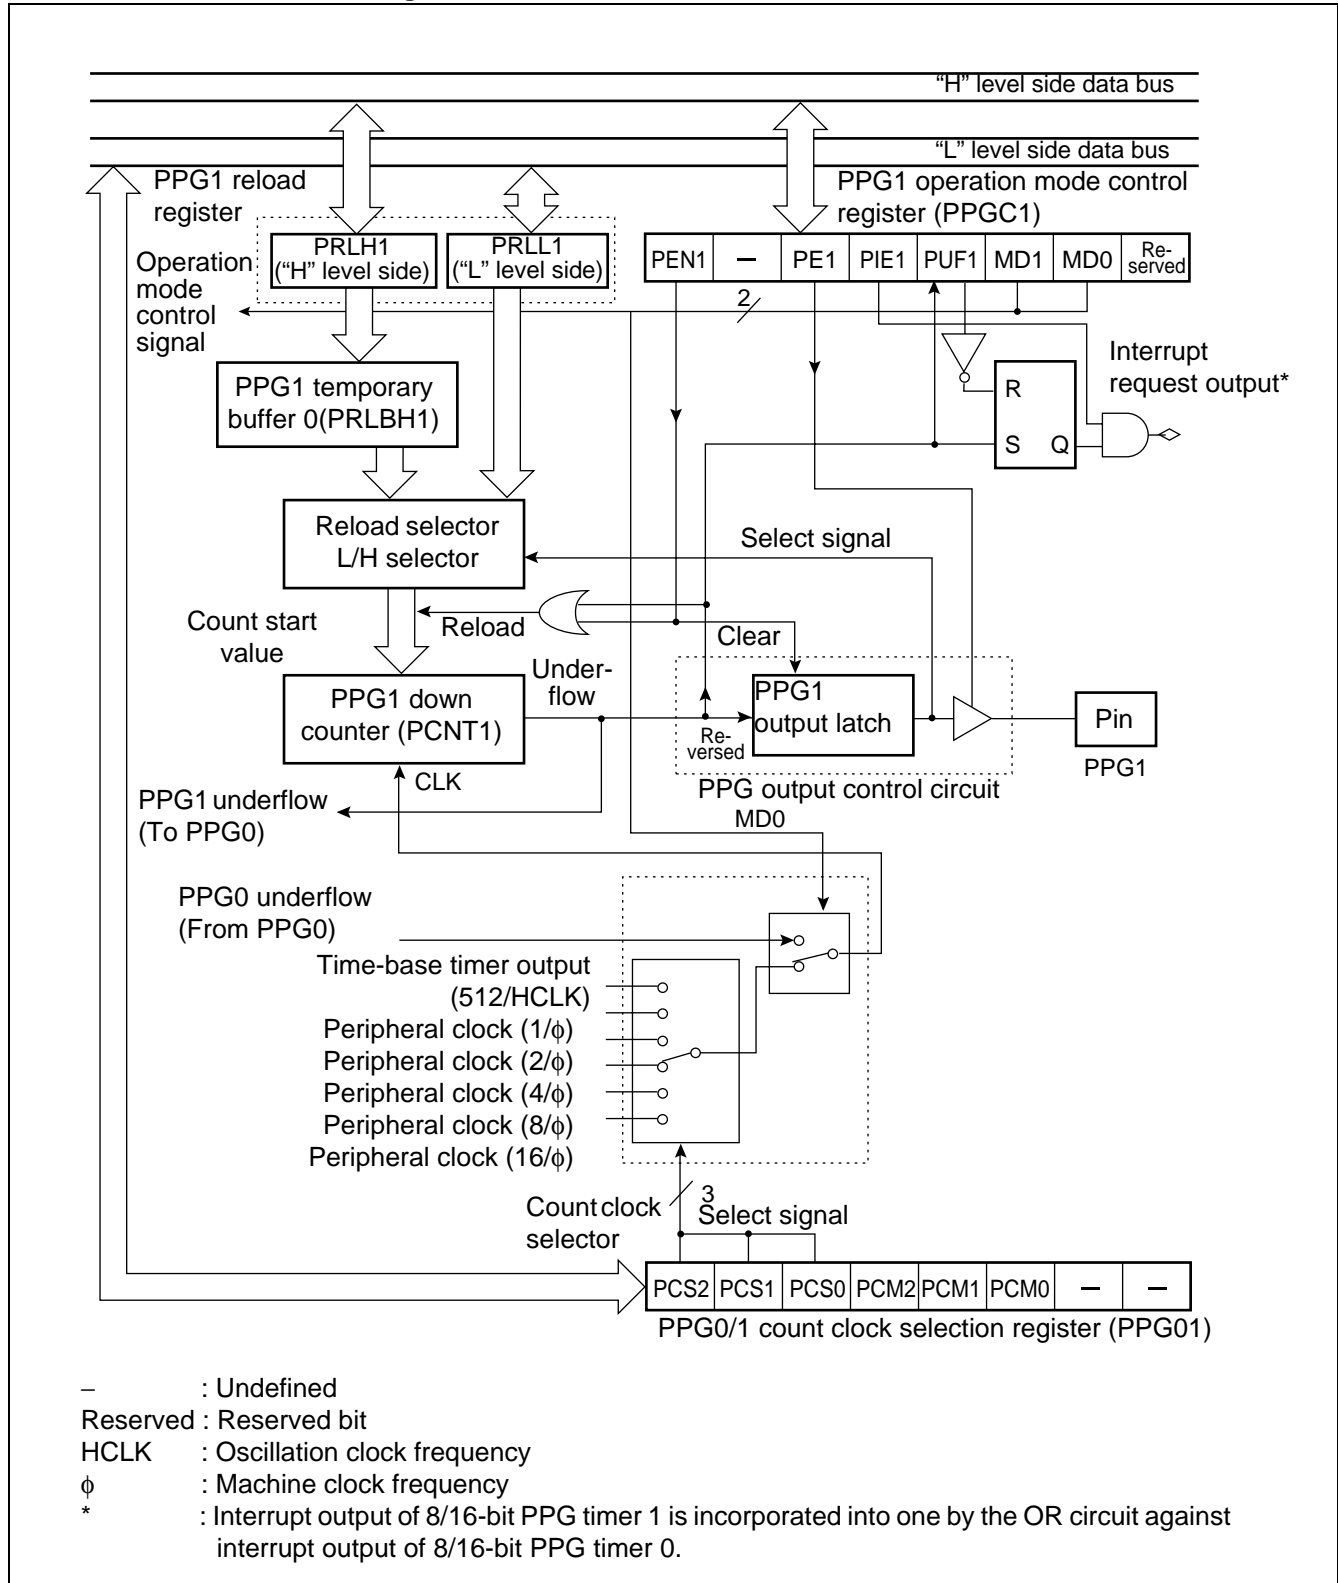 “H” level side data bus
“L” level side data bus
PPG1 reload
register
PPG1 operation mode control
register (PPGC1)
Operation
mode
control
signal
PRLH1
(“H” level side)
PRLL1
(“L” level side)
PEN1 — PE1 PIE1 PUF1 MD1 MD0 Re-
served
2
Interrupt
request output*
R
S Q
PPG1 temporary
buffer 0(PRLBH1)
Reload selector
L/H selector
Select signal
Count start
value
Reload
Clear
Under-
flow
PPG1 down
counter (PCNT1)
Re-
versed
PPG1
output latch
Pin
PPG1
CLK
PPG output control circuit
PPG1 underflow
(To PPG0)
MD0
PPG0 underflow
(From PPG0)
Time-base timer output
(512/HCLK)
Peripheral clock (1/ϕ)
Peripheral clock (2/ϕ)
Peripheral clock (4/ϕ)
Peripheral clock (8/ϕ)
Peripheral clock (16/ϕ)
Count clock
selector
3
Select signal
PCS2 PCS1 PCS0 PCM2 PCM1 PCM0 — —
PPG0/1 count clock selection register (PPG01)
– : Undefined
Reserved : Reserved bit
HCLK : Oscillation clock frequency
ϕ : Machine clock frequency
* : Interrupt output of 8/16-bit PPG timer 1 is incorporated into one by the OR circuit against
interrupt output of 8/16-bit PPG timer 0.